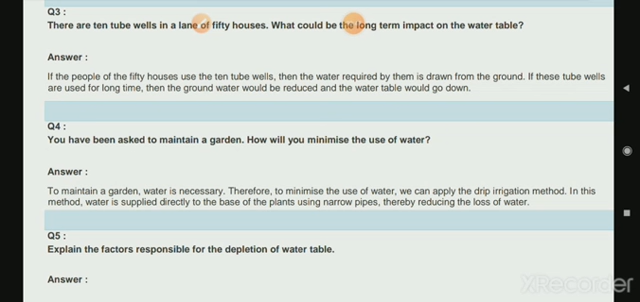 Q3 :
There are ten tube wells in a lane of fifty houses. What could be the long term impact on the water table?
Answer :
If the people of the fifty houses use the ten tube wells, then the water required by them is drawn from the ground. If these tube wells
are used for long time, then the ground water would be reduced and the water table would go down.
Q4 :
You have been asked to maintain a garden. How will you minimise the use of water?
Answer :
To maintain a garden, water is necessary. Therefore, to minimise the use of water, we can apply the drip irrigation method. In this
method, water is supplied directly to the base of the plants using narrow pipes, thereby reducing the loss of water.
Q5 :
Explain the factors responsible for the depletion of water table.
Answer :
XRecorder